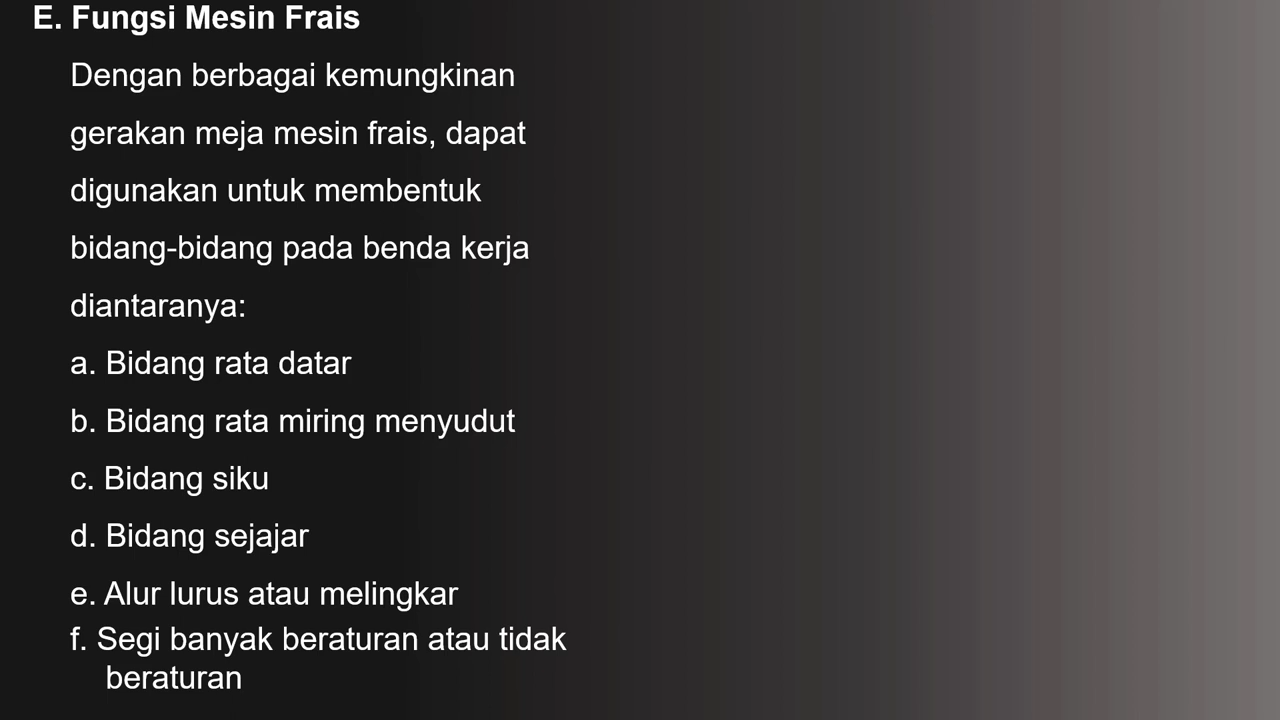 E. Fungsi Mesin Frais
Dengan berbagai kemungkinan
gerakan meja mesin frais, dapat
digunakan untuk membentuk
bidang-bidang pada benda kerja
diantaranya:
a. Bidang rata datar
b. Bidang rata miring menyudut
c. Bidang siku
d. Bidang sejajar
e. Alur lurus atau melingkar
f. Segi banyak beraturan atau tidak
beraturan